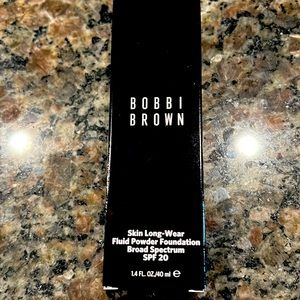 BOBBI
BROWN
Skin Long-Wear
Fluid Powder Foundation
Broad Spectrum
SPF 20
1.4 FL. OZ./40 ml ℮